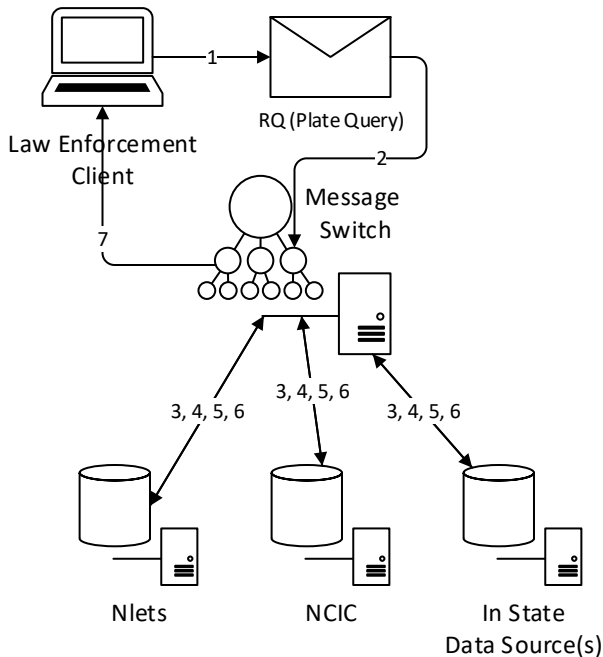 1
RQ (Plate Query)
Law Enforcement
Client
2
Message
Switch
7
3, 4, 5, 6
3, 4, 5, 6
3, 4, 5, 6
Nlets
NCIC
In State
Data Source(s)